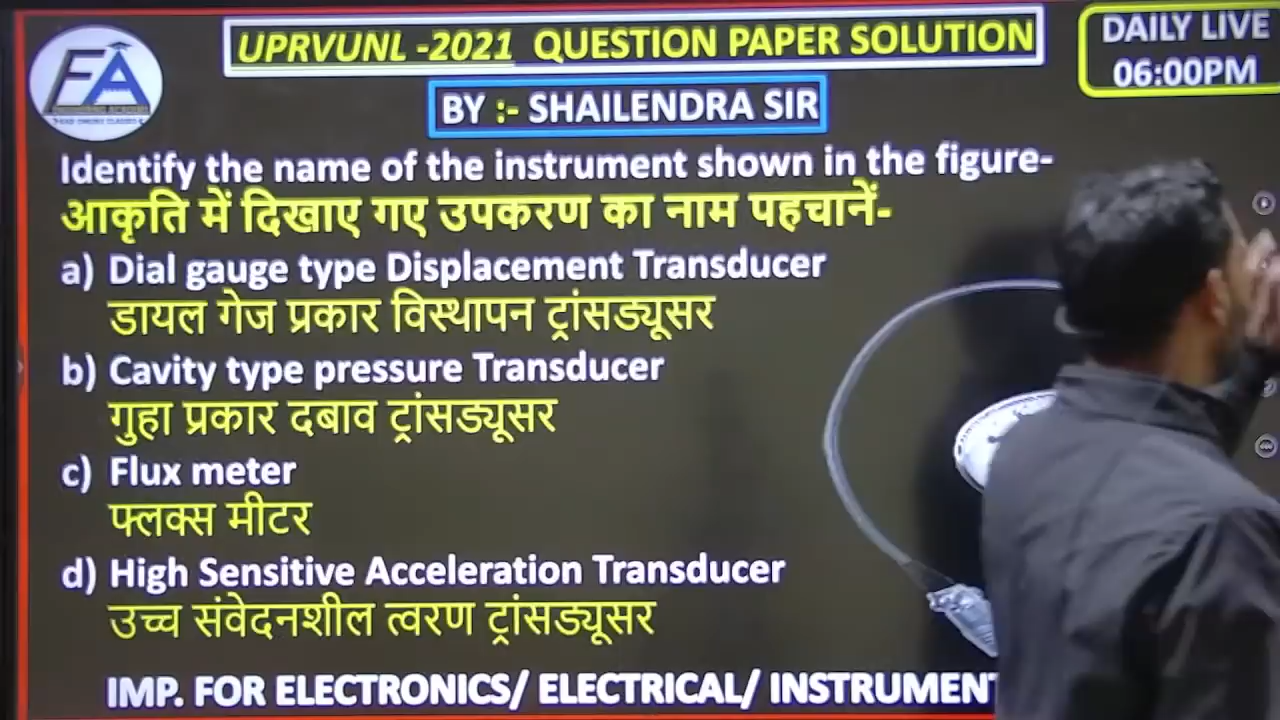 UPRVUNL -2021 QUESTION PAPER SOLUTION
DAILY LIVE
06:00PM
FA
BY :- SHAILENDRA SIR
Identify the name of the instrument shown in the figure-
आकृति में दिखाए गए उपकरण का नाम पहचानें-
a) Dial gauge type Displacement Transducer
डायल गेज प्रकार विस्थापन ट्रांसड्यूसर
b) Cavity type pressure Transducer
गुहा प्रकार दबाव ट्रांसड्यूसर
c) Flux meter
फ्लक्स मीटर
d) High Sensitive Acceleration Transducer
उच्च संवेदनशील त्वरण ट्रांसड्यूसर
IMP. FOR ELECTRONICS/ ELECTRICAL/ INSTRUMENT